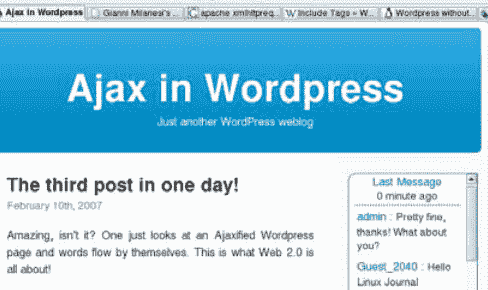 Ajax in Wordpress
Gianni Milanesi's ..
apache xmlhttpreq...
Include Tags « W...
Wordpress without...
Ajax in Wordpress
Just another WordPress weblog
The third post in one day!
February 10th, 2007
Amazing, isn't it? One just looks at an Ajaxified Wordpress
page and words flow by themselves. This is what Web 2.0 is
all about!
Last Message
0 minute ago
admin : Pretty fine,
thanks! What about
you?
Guest_2040 : Hello
Linux Journal